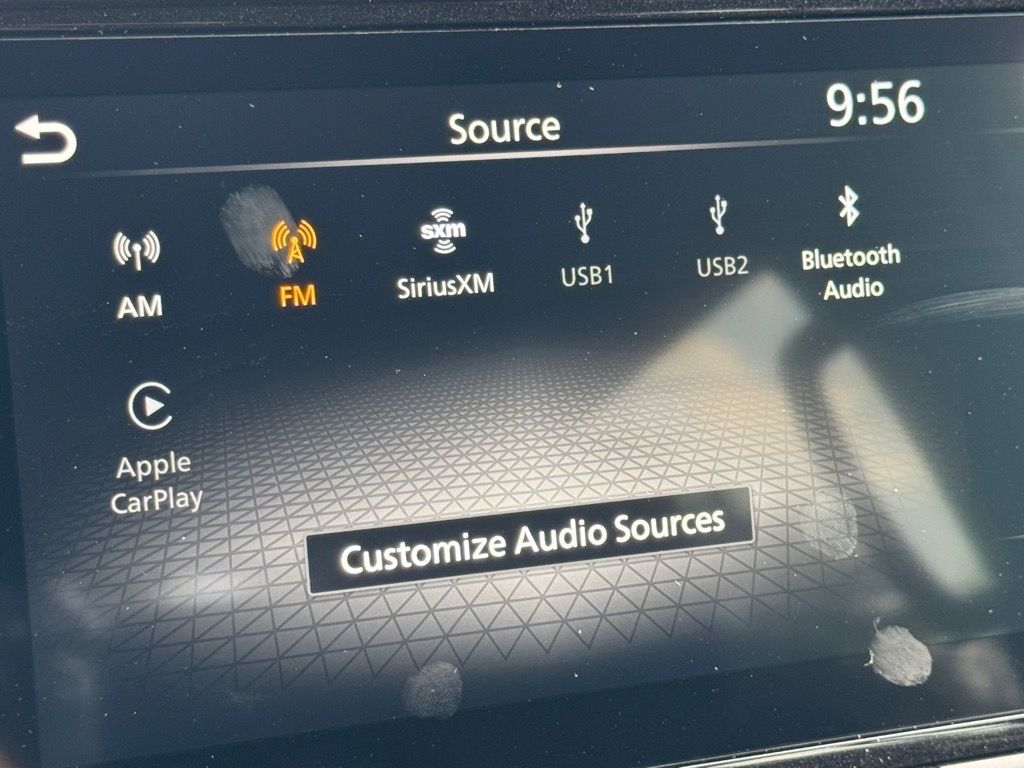 Source
9:56
AM
FM
sxm
SiriusXM
USB1
USB2
Bluetooth
Audio
Apple
CarPlay
Customize Audio Sources